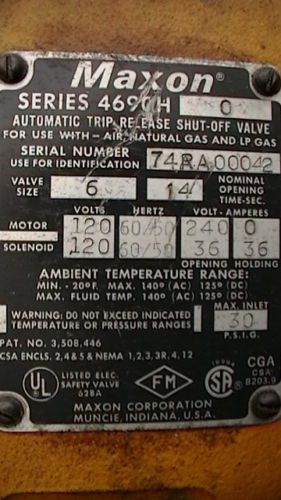 Maxon®
SERIES 4690H 0
AUTOMATIC TRIP RELEASE SHUT-OFF VALVE
FOR USE WITH - AIR, NATURAL GAS AND LP GAS
SERIAL NUMBER
USE FOR IDENTIFICATION
74RA00042
VALVE SIZE 6 14 NOMINAL OPENING TIME-SEC.
VOLTS HERTZ VOLT - AMPERES
MOTOR 120 60/50 240 0
SOLENOID 120 60/50 36 36
OPENING HOLDING
AMBIENT TEMPERATURE RANGE:
MIN. - 20°F. MAX. 140° (AC) 125° (DC)
MAX. FLUID TEMP. 140° (AC) 125° (DC)
WARNING: DO NOT EXCEED INDICATED
TEMPERATURE OR PRESSURE RANGES
MAX. INLET
30
P.S.I.G.
PAT. NO. 3,508,446
CSA ENCLS. 2, 4 & 5 & NEMA 1, 2, 3, 3R, 4, 12
UL LISTED ELEC. SAFETY VALVE 628A
FM
SA
CGA
CSA
B203.9
MAXON CORPORATION
MUNCIE, INDIANA, U.S.A.